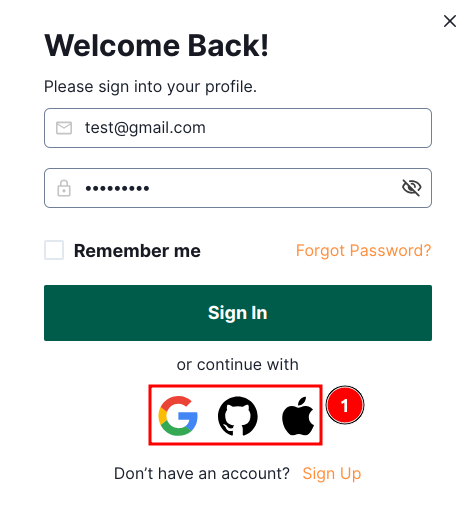 Welcome Back!
Please sign into your profile.
test@gmail.com
•••••••••
Remember me Forgot Password?
Sign In
or continue with
1
Don’t have an account? Sign Up